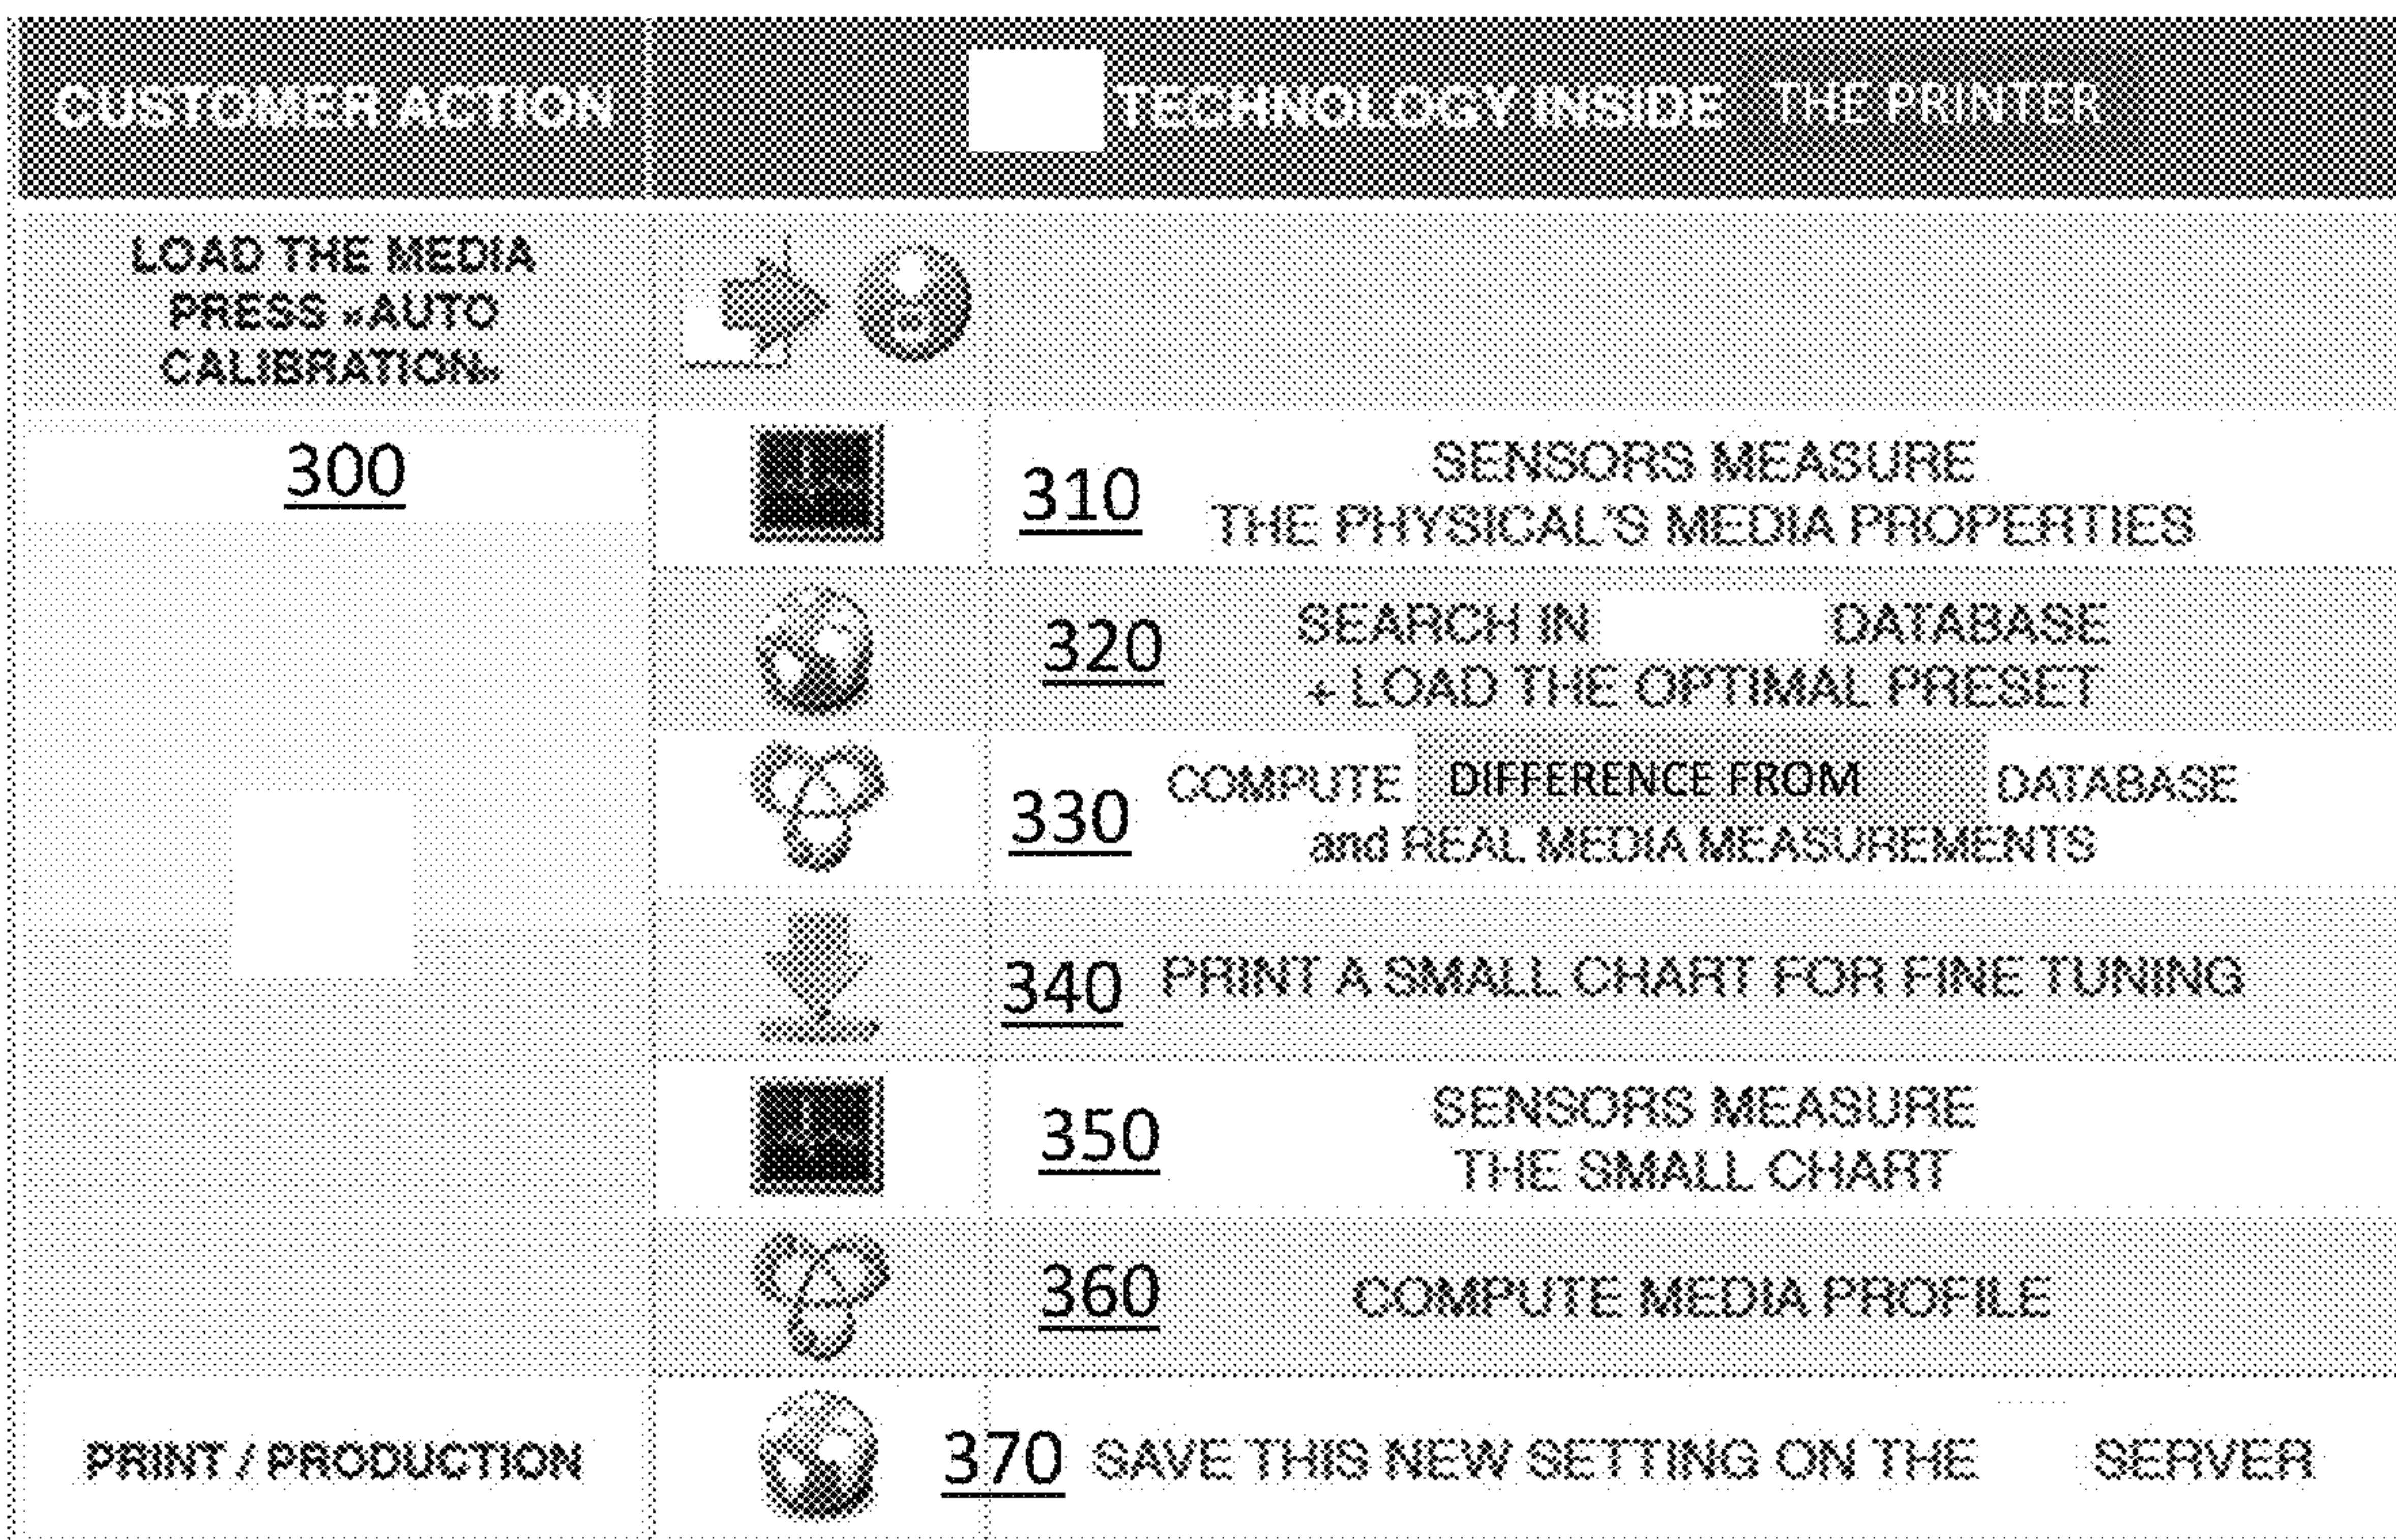 CUSTOMER ACTION
TECHNOLOGY INSIDE THE PRINTER
LOAD THE MEDIA
PRESS «AUTO
CALIBRATION»
300
310
SENSORS MEASURE
THE PHYSICAL'S MEDIA PROPERTIES
320
SEARCH IN DATABASE
+ LOAD THE OPTIMAL PRESET
330
COMPUTE DIFFERENCE FROM DATABASE
and REAL MEDIA MEASUREMENTS
340 PRINT A SMALL CHART FOR FINE TUNING
350
SENSORS MEASURE
THE SMALL CHART
360 COMPUTE MEDIA PROFILE
PRINT / PRODUCTION
370 SAVE THIS NEW SETTING ON THE SERVER